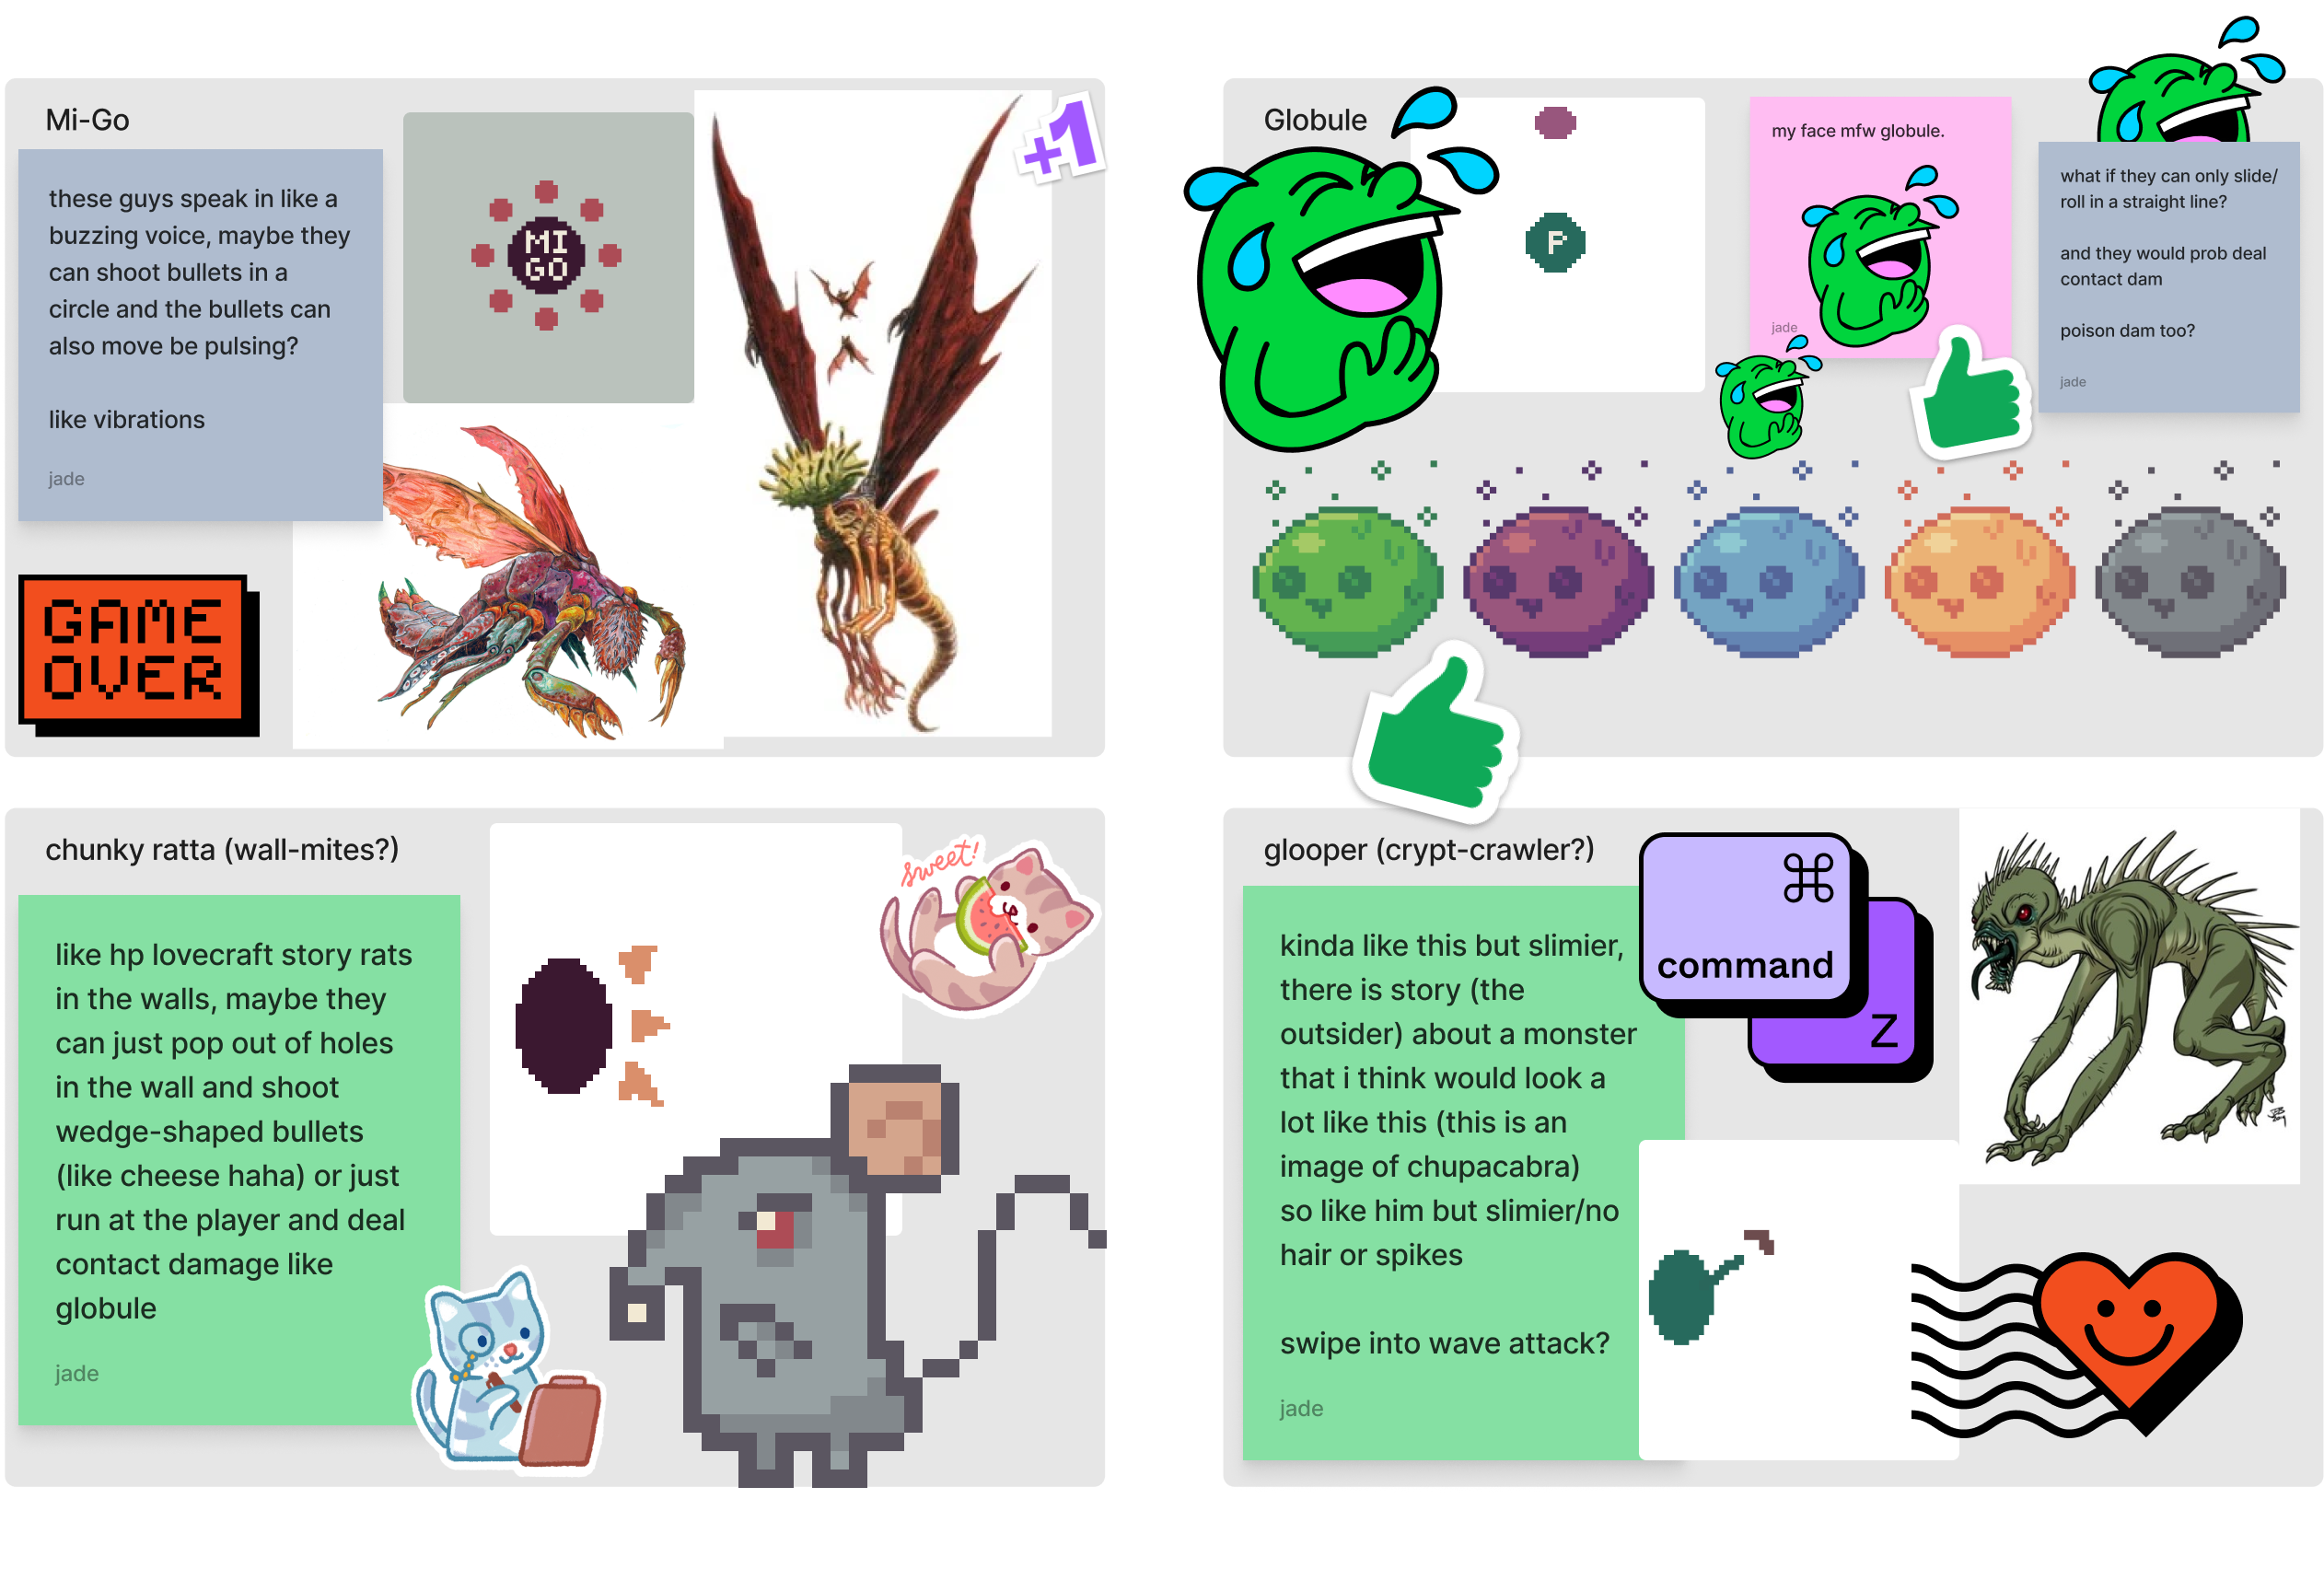 Mi-Go
these guys speak in like a
buzzing voice, maybe they
can shoot bullets in a
circle and the bullets can
also move be pulsing?
like vibrations
jade
MI
GO
+1
GAME
OVER
Globule
P
my face mfw globule.
jade
what if they can only slide/
roll in a straight line?
and they would prob deal
contact dam
poison dam too?
jade
chunky ratta (wall-mites?)
like hp lovecraft story rats
in the walls, maybe they
can just pop out of holes
in the wall and shoot
wedge-shaped bullets
(like cheese haha) or just
run at the player and deal
contact damage like
globule
jade
sweet!
glooper (crypt-crawler?)
kinda like this but slimier,
there is story (the
outsider) about a monster
that i think would look a
lot like this (this is an
image of chupacabra)
so like him but slimier/no
hair or spikes
swipe into wave attack?
jade
⌘
command
Z